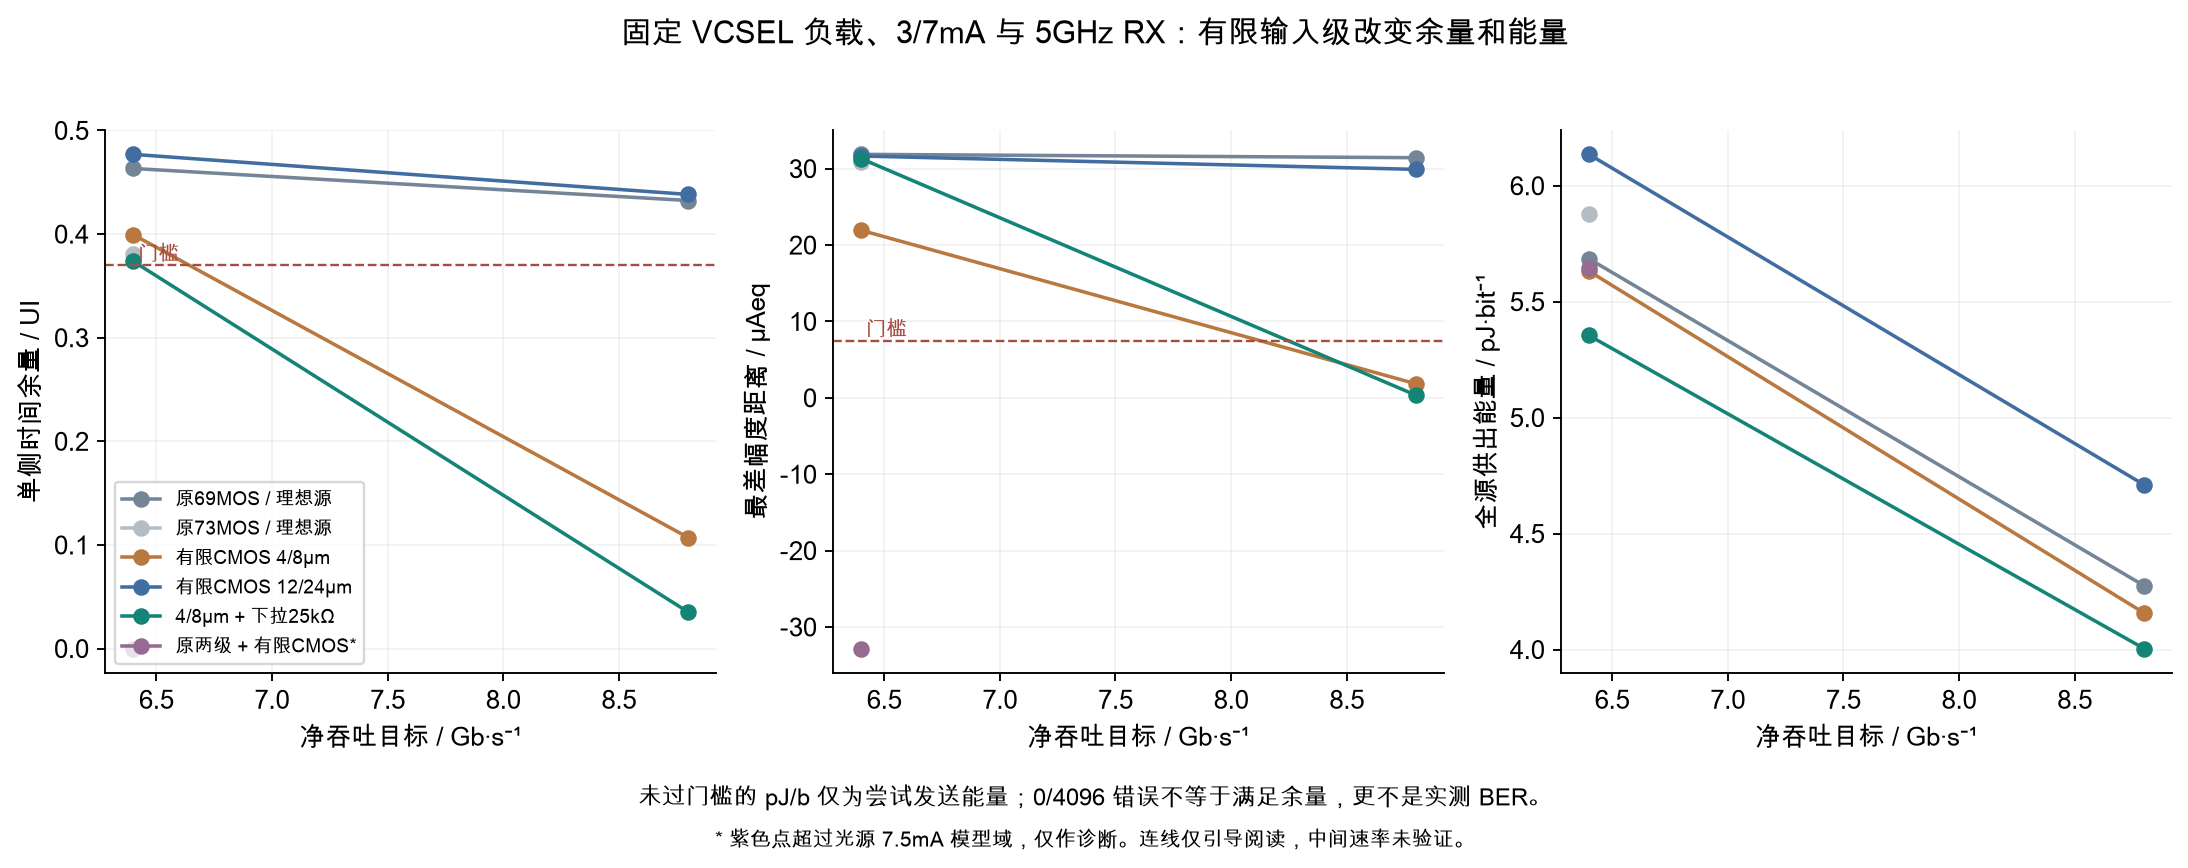 固定 VCSEL 负载、3/7mA 与 5GHz RX：有限输入级改变余量和能量
单侧时间余量 / UI
0.5
0.4
0.3
0.2
0.1
0.0
门槛
原69MOS / 理想源
原73MOS / 理想源
有限CMOS 4/8μm
有限CMOS 12/24μm
4/8μm + 下拉25kΩ
原两级 + 有限CMOS*
6.5 7.0 7.5 8.0 8.5
净吞吐目标 / Gb·s⁻¹
最差幅度距离 / μAeq
30
20
10
0
-10
-20
-30
门槛
6.5 7.0 7.5 8.0 8.5
净吞吐目标 / Gb·s⁻¹
全源供出能量 / pJ·bit⁻¹
6.0
5.5
5.0
4.5
4.0
6.5 7.0 7.5 8.0 8.5
净吞吐目标 / Gb·s⁻¹
未过门槛的 pJ/b 仅为尝试发送能量；0/4096 错误不等于满足余量，更不是实测 BER。
* 紫色点超过光源 7.5mA 模型域，仅作诊断。连线仅引导阅读，中间速率未验证。